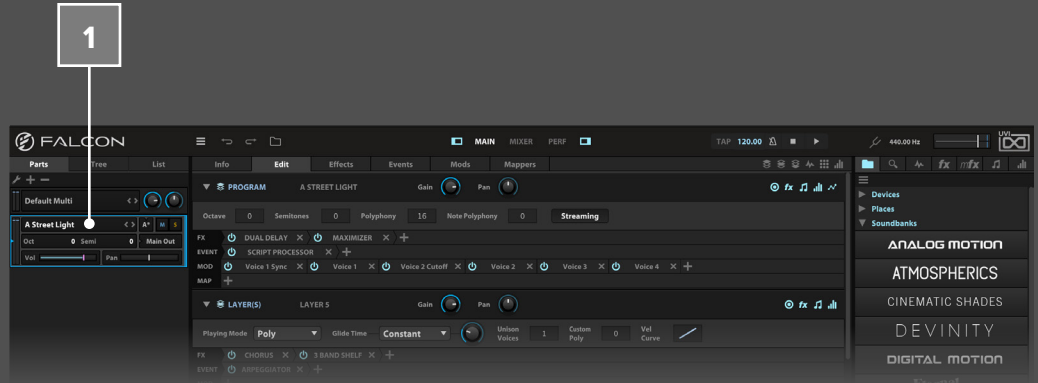 1
FALCON
MAIN MIXER PERF
TAP 120.00
440.00 Hz
UVI
Parts Tree List
Info Edit Effects Events Mods Mappers
fx mfx
Default Multi
A Street Light A* M S
Oct 0 Semi 0 Main Out
Vol Pan
PROGRAM A STREET LIGHT Gain Pan fx
Octave 0 Semitones 0 Polyphony 16 Note Polyphony 0 Streaming
FX DUAL DELAY MAXIMIZER
EVENT SCRIPT PROCESSOR
MOD Voice 1 Sync Voice 1 Voice 2 Cutoff Voice 2 Voice 3 Voice 4
MAP
LAYER(S) LAYER 5 Gain Pan fx
Playing Mode Poly Glide Time Constant Unison Voices 1 Custom Poly 0 Vel Curve
FX CHORUS 3 BAND SHELF
EVENT ARPEGGIATOR
Devices
Places
Soundbanks
ANALOG MOTION
ATMOSPHERICS
CINEMATIC SHADES
DEVINITY
DIGITAL MOTION